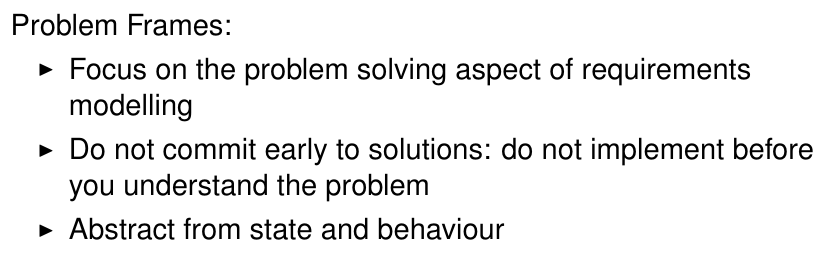 Problem Frames:
▶ Focus on the problem solving aspect of requirements
modelling
▶ Do not commit early to solutions: do not implement before
you understand the problem
▶ Abstract from state and behaviour